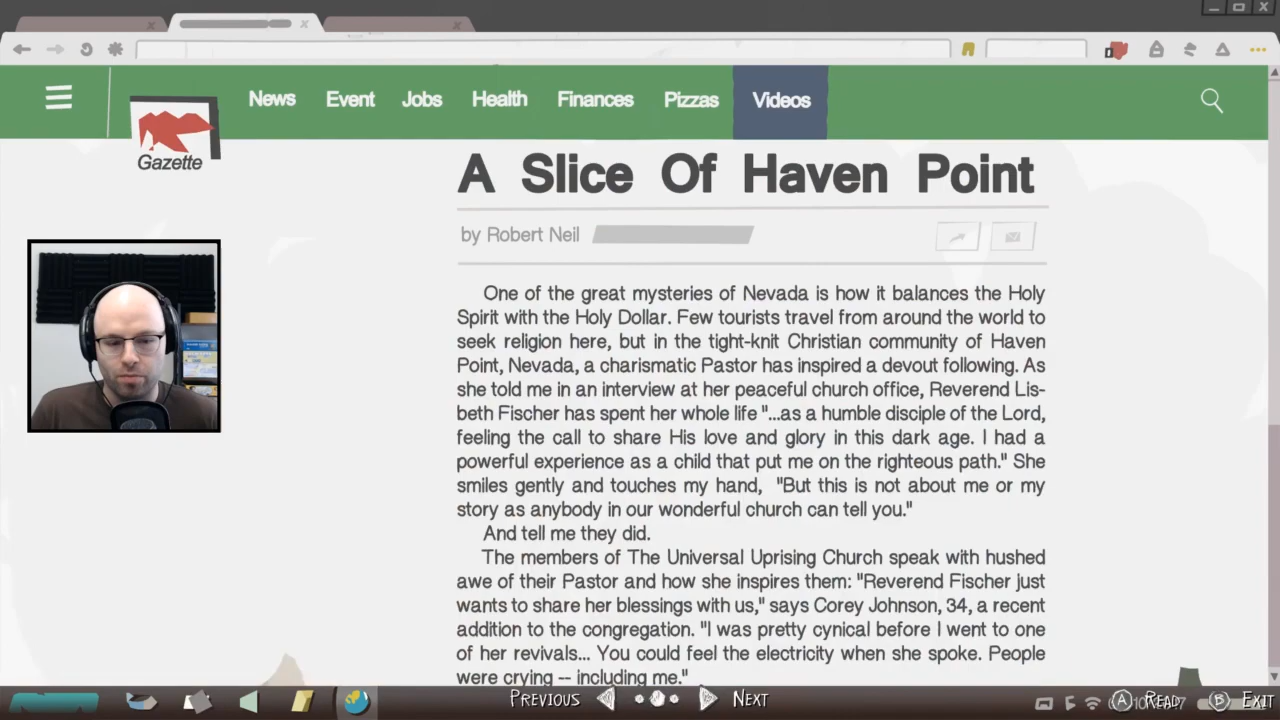 News Event Jobs Health Finances Pizzas Videos
Gazette
A Slice Of Haven Point
by Robert Neil
One of the great mysteries of Nevada is how it balances the Holy
Spirit with the Holy Dollar. Few tourists travel from around the world to
seek religion here, but in the tight-knit Christian community of Haven
Point, Nevada, a charismatic Pastor has inspired a devout following. As
she told me in an interview at her peaceful church office, Reverend Lis-
beth Fischer has spent her whole life "...as a humble disciple of the Lord,
feeling the call to share His love and glory in this dark age. I had a
powerful experience as a child that put me on the righteous path." She
smiles gently and touches my hand, "But this is not about me or my
story as anybody in our wonderful church can tell you."
And tell me they did.
The members of The Universal Uprising Church speak with hushed
awe of their Pastor and how she inspires them: "Reverend Fischer just
wants to share her blessings with us," says Corey Johnson, 34, a recent
addition to the congregation. "I was pretty cynical before I went to one
of her revivals... You could feel the electricity when she spoke. People
were crying -- including me."
Previous Next A Read B Exit